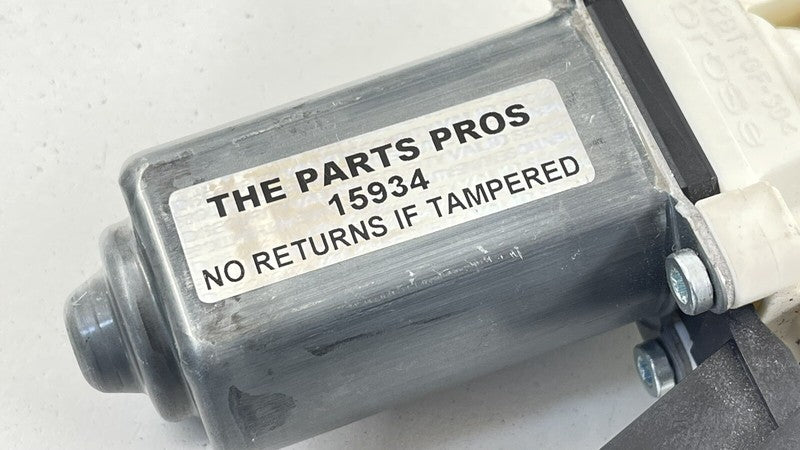 THE PARTS PROS
15934
NO RETURNS IF TAMPERED